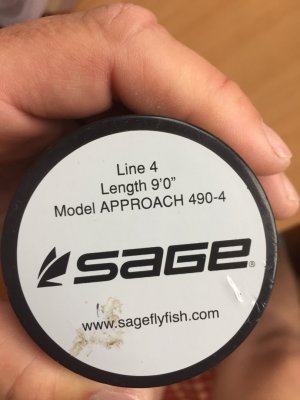 Line 4
Length 9'0"
Model APPROACH 490-4
SAGE®
www.sageflyfish.com